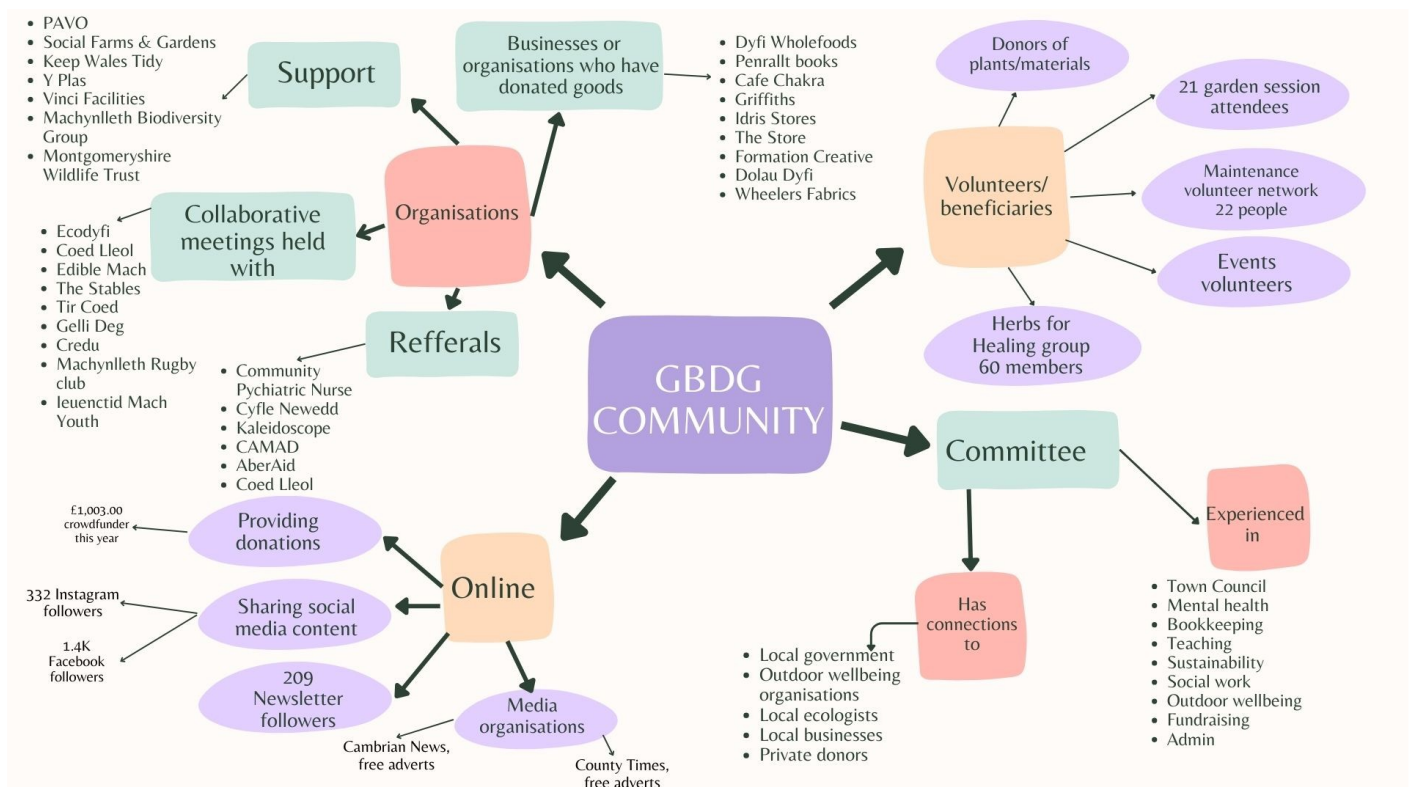 GBDG
COMMUNITY
Organisations
Support
• PAVO
• Social Farms & Gardens
• Keep Wales Tidy
• Y Plas
• Vinci Facilities
• Machynlleth Biodiversity
Group
• Montgomeryshire
Wildlife Trust
Businesses or
organisations who have
donated goods
• Dyfi Wholefoods
• Penrallt books
• Cafe Chakra
• Griffiths
• Idris Stores
• The Store
• Formation Creative
• Dolau Dyfi
• Wheelers Fabrics
Collaborative
meetings held
with
• Ecodyfi
• Coed Lleol
• Edible Mach
• The Stables
• Tir Coed
• Gelli Deg
• Credu
• Machynlleth Rugby
club
• Ieuenctid Mach
Youth
Refferals
• Community
Pychiatric Nurse
• Cyfle Newedd
• Kaleidoscope
• CAMAD
• AberAid
• Coed Lleol
Volunteers/
beneficiaries
Donors of
plants/materials
21 garden session
attendees
Maintenance
volunteer network
22 people
Events
volunteers
Herbs for
Healing group
60 members
Committee
Experienced
in
• Town Council
• Mental health
• Bookkeeping
• Teaching
• Sustainability
• Social work
• Outdoor wellbeing
• Fundraising
• Admin
Has
connections
to
• Local government
• Outdoor wellbeing
organisations
• Local ecologists
• Local businesses
• Private donors
Online
Providing
donations
£1,003.00
crowdfunder
this year
Sharing social
media content
332 Instagram
followers
1.4K
Facebook
followers
209
Newsletter
followers
Media
organisations
Cambrian News,
free adverts
County Times,
free adverts